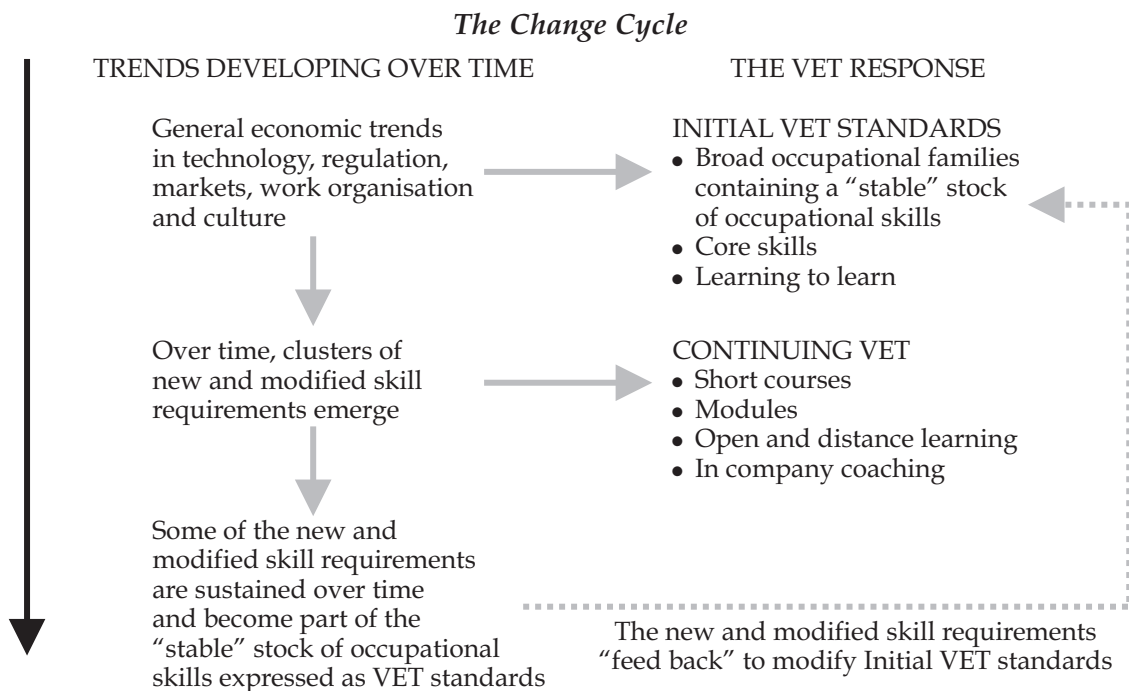 The Change Cycle
TRENDS DEVELOPING OVER TIME
THE VET RESPONSE
General economic trends
in technology, regulation,
markets, work organisation
and culture
INITIAL VET STANDARDS
• Broad occupational families
containing a “stable” stock
of occupational skills
• Core skills
• Learning to learn
Over time, clusters of
new and modified skill
requirements emerge
CONTINUING VET
• Short courses
• Modules
• Open and distance learning
• In company coaching
Some of the new and
modified skill requirements
are sustained over time
and become part of the
“stable” stock of occupational
skills expressed as VET standards
The new and modified skill requirements
“feed back” to modify Initial VET standards